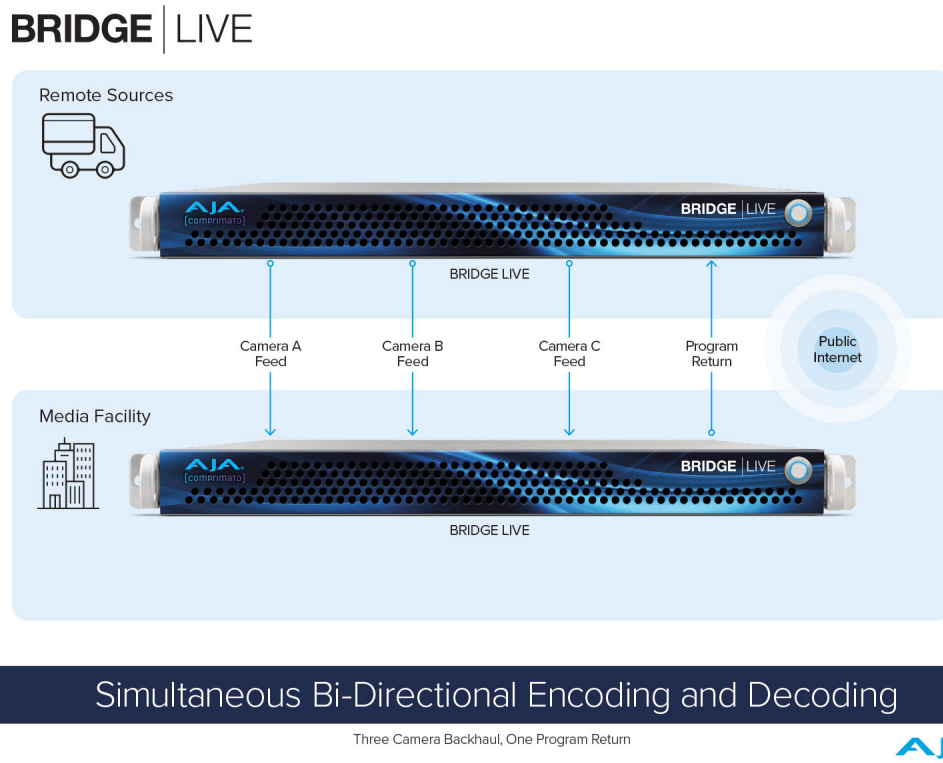 BRIDGE LIVE
Remote Sources
AJA
[comprimato]
BRIDGE LIVE
BRIDGE LIVE
Camera A
Feed
Camera B
Feed
Camera C
Feed
Program
Return
Public
Internet
Media Facility
AJA
[comprimato]
BRIDGE LIVE
BRIDGE LIVE
Simultaneous Bi-Directional Encoding and Decoding
Three Camera Backhaul, One Program Return
AJ